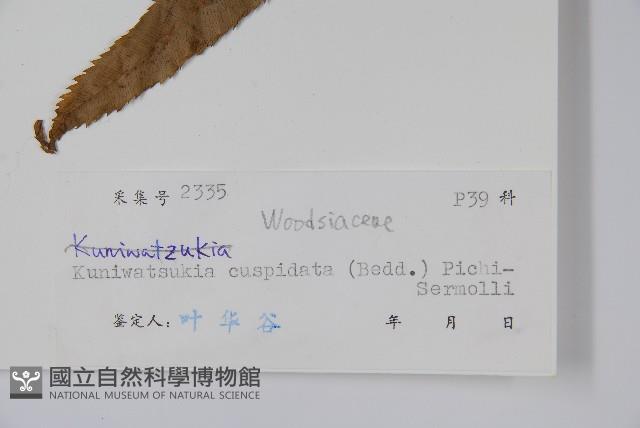 采集号 2335 P39 科
Woodsiaceae
Kuniwatzukia
Kuniwatsukia cuspidata (Bedd.) Pichi-
Sermolli
鉴定人: 叶华谷 年 月 日
國立自然科學博物館
NATIONAL MUSEUM OF NATURAL SCIENCE